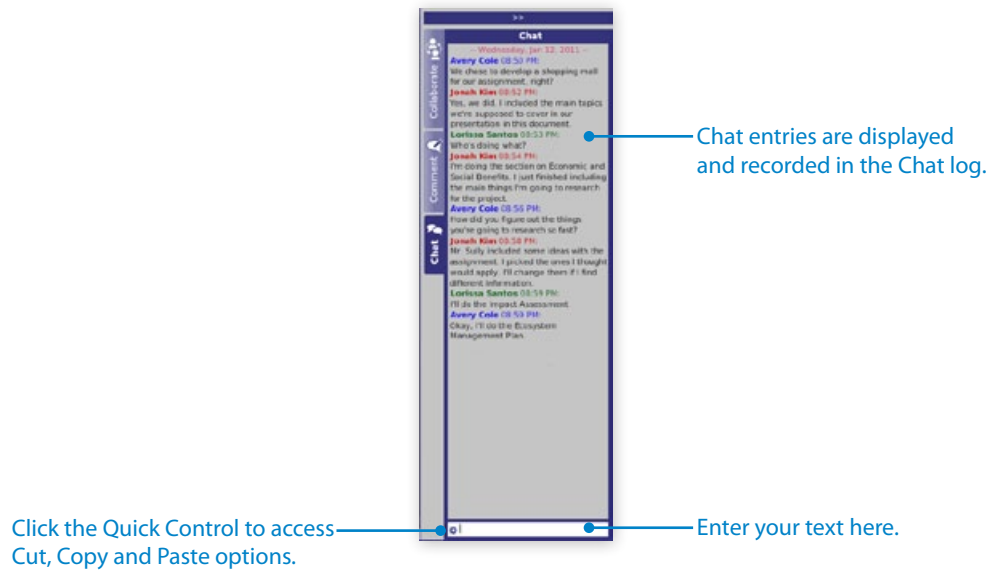 >>
Chat
-- Wednesday, Jan 12, 2011 --
Avery Cole 08:50 PM:
We chose to develop a shopping mall
for our assignment, right?
Jonah Kim 08:52 PM:
Yes, we did. I included the main topics
we're supposed to cover in our
presentation in this document.
Lorissa Santos 08:53 PM:
Who's doing what?
Jonah Kim 08:54 PM:
I'm doing the section on Economic and
Social Benefits. I just finished including
the main things I'm going to research
for the project.
Avery Cole 08:56 PM:
How did you figure out the things
you're going to research so fast?
Jonah Kim 08:58 PM:
Mr. Sully included some ideas with the
assignment. I picked the ones I thought
would apply. I'll change them if I find
different information.
Lorissa Santos 08:59 PM:
I'll do the Impact Assessment.
Avery Cole 08:59 PM:
Okay, I'll do the Ecosystem
Management Plan.
Collaborate
Comment
Chat
Chat entries are displayed
and recorded in the Chat log.
Click the Quick Control to access
Cut, Copy and Paste options.
Enter your text here.